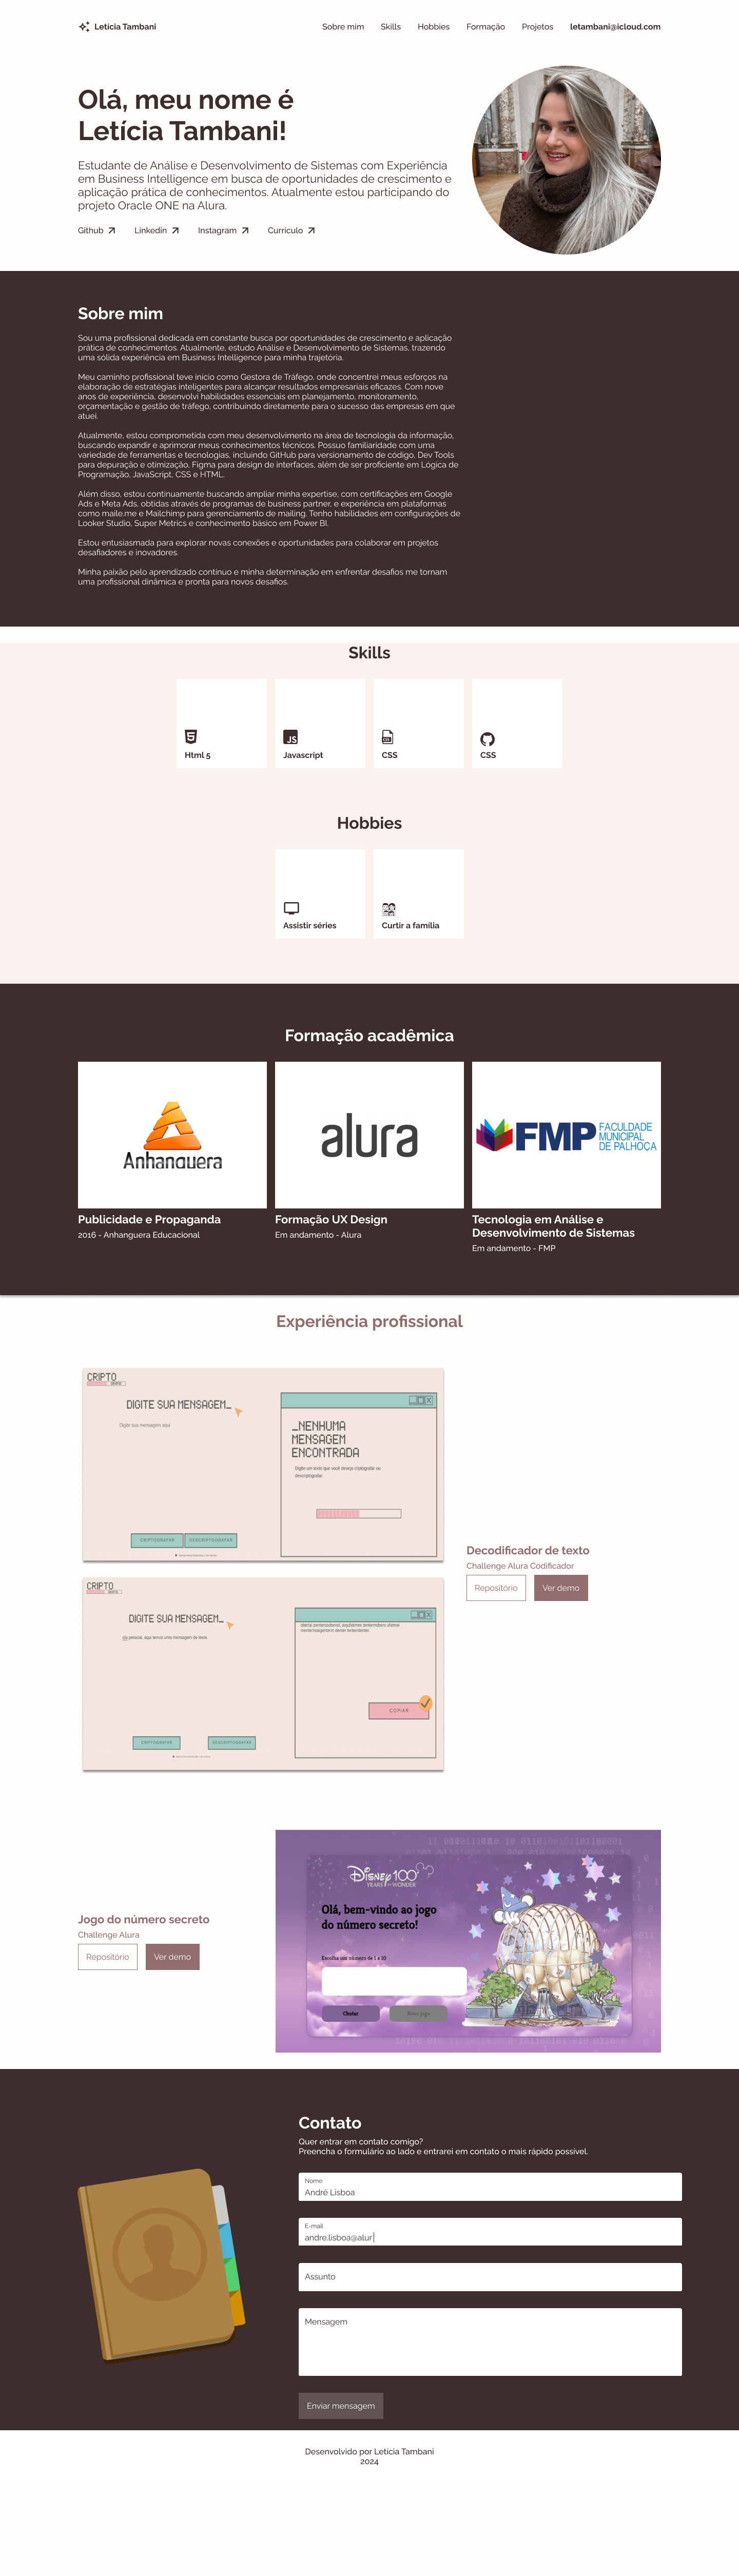 Letícia Tambani
Sobre mim Skills Hobbies Formação Projetos letambani@icloud.com
Olá, meu nome é
Letícia Tambani!
Estudante de Análise e Desenvolvimento de Sistemas com Experiência
em Business Intelligence em busca de oportunidades de crescimento e
aplicação prática de conhecimentos. Atualmente estou participando do
projeto Oracle ONE na Alura.
Github Linkedin Instagram Currículo
Sobre mim
Sou uma profissional dedicada em constante busca por oportunidades de crescimento e aplicação
prática de conhecimentos. Atualmente, estudo Análise e Desenvolvimento de Sistemas, trazendo
uma sólida experiência em Business Intelligence para minha trajetória.
Meu caminho profissional teve início como Gestora de Tráfego, onde concentrei meus esforços na
elaboração de estratégias inteligentes para alcançar resultados empresariais eficazes. Com nove
anos de experiência, desenvolvi habilidades essenciais em planejamento, monitoramento,
orçamentação e gestão de tráfego, contribuindo diretamente para o sucesso das empresas em que
atuei.
Atualmente, estou comprometida com meu desenvolvimento na área de tecnologia da informação,
buscando expandir e aprimorar meus conhecimentos técnicos. Possuo familiaridade com uma
variedade de ferramentas e tecnologias, incluindo GitHub para versionamento de código, Dev Tools
para depuração e otimização, Figma para design de interfaces, além de ser proficiente em Lógica de
Programação, JavaScript, CSS e HTML.
Além disso, estou continuamente buscando ampliar minha expertise, com certificações em Google
Ads e Meta Ads, obtidas através de programas de business partner, e experiência em plataformas
como maile.me e Mailchimp para gerenciamento de mailing. Tenho habilidades em configurações de
Looker Studio, Super Metrics e conhecimento básico em Power BI.
Estou entusiasmada para explorar novas conexões e oportunidades para colaborar em projetos
desafiadores e inovadores.
Minha paixão pelo aprendizado contínuo e minha determinação em enfrentar desafios me tornam
uma profissional dinâmica e pronta para novos desafios.
Skills
Html 5 Javascript CSS CSS
Hobbies
Assistir séries Curtir a família
Formação acadêmica
Anhanguera
alura
FMP FACULDADE
MUNICIPAL
DE PALHOÇA
Publicidade e Propaganda
2016 - Anhanguera Educacional
Formação UX Design
Em andamento - Alura
Tecnologia em Análise e
Desenvolvimento de Sistemas
Em andamento - FMP
Experiência profissional
CRIPTO
DIGITE SUA MENSAGEM_
Digite sua mensagem aqui
_NENHUMA
MENSAGEM
ENCONTRADA
Digite um texto que você deseja criptografar ou
descriptografar.
CRIPTOGRAFAR DESCRIPTOGRAFAR
Decodificador de texto
Challenge Alura Codificador
Repositório Ver demo
CRIPTO
DIGITE SUA MENSAGEM_
pessoal, aqui temos uma mensagem de teste.
COPIAR
CRIPTOGRAFAR DESCRIPTOGRAFAR
Jogo do número secreto
Challenge Alura
Repositório Ver demo
Disney 100
YEARS of WONDER
Olá, bem-vindo ao jogo
do número secreto!
Escolha um número de 1 a 10
Chutar Novo jogo
Contato
Quer entrar em contato comigo?
Preencha o formulário ao lado e entrarei em contato o mais rápido possível.
Nome
André Lisboa
E-mail
andre.lisboa@alur
Assunto
Mensagem
Enviar mensagem
Desenvolvido por Letícia Tambani
2024